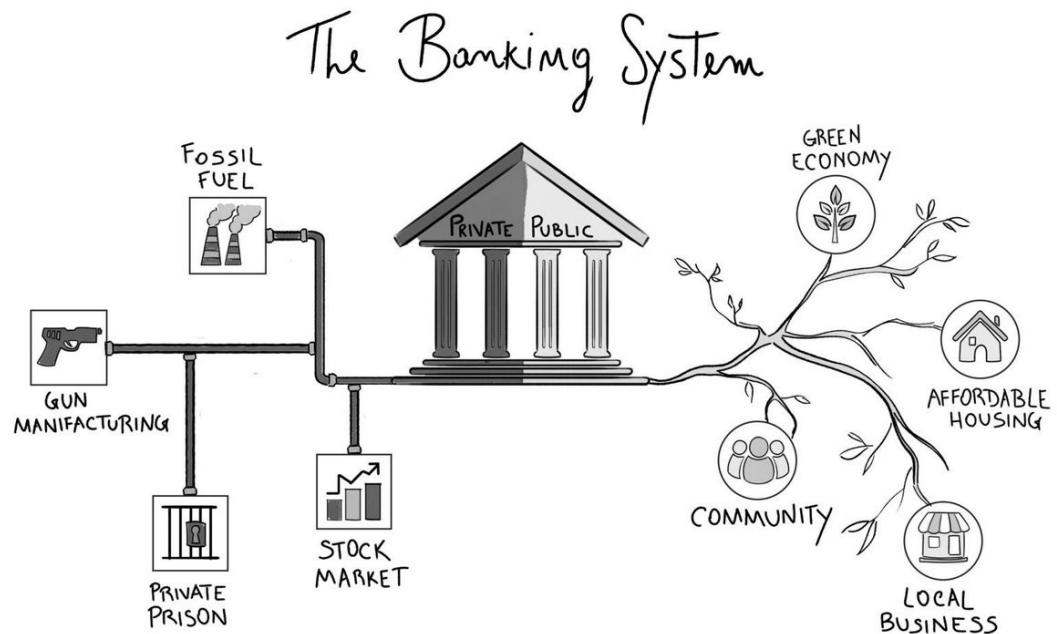 The Banking System
FOSSIL
FUEL
GUN
MANIFACTURING
PRIVATE
PRISON
STOCK
MARKET
PRIVATE PUBLIC
GREEN
ECONOMY
AFFORDABLE
HOUSING
COMMUNITY
LOCAL
BUSINESS